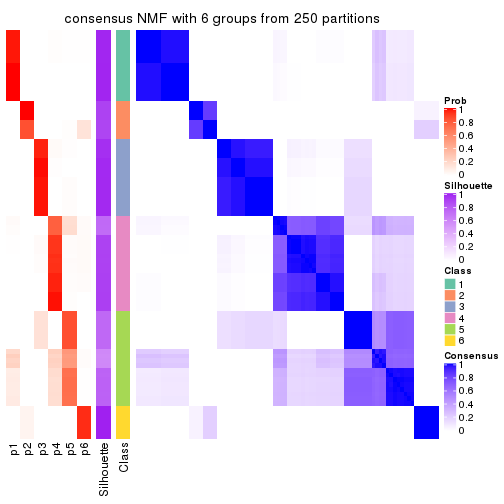 consensus NMF with 6 groups from 250 partitions
Prob
1
0.8
0.6
0.4
0.2
0
Silhouette
1
0.8
0.6
0.4
0.2
0
Class
1
2
3
4
5
6
Consensus
1
0.8
0.6
0.4
0.2
0
p1
p2
p3
p4
p5
p6
Silhouette
Class